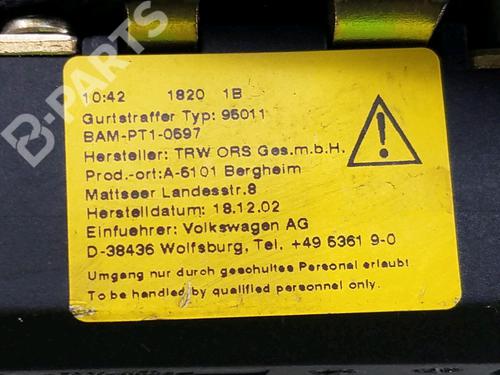 10:42 1820 1B
Gurtstraffer Typ: 95011
BAM-PT1-0597
Hersteller: TRW ORS Ges.m.b.H.
Prod.-ort:A-5101 Bergheim
Mattseer Landesstr.8
Herstelldatum: 18.12.02
Einfuehrer: Volkswagen AG
D-38436 Wolfsburg, Tel. +49 5361 9-0
Umgang nur durch geschultes Personal erlaubt
To be handled by qualified personnel only.
B-PARTS